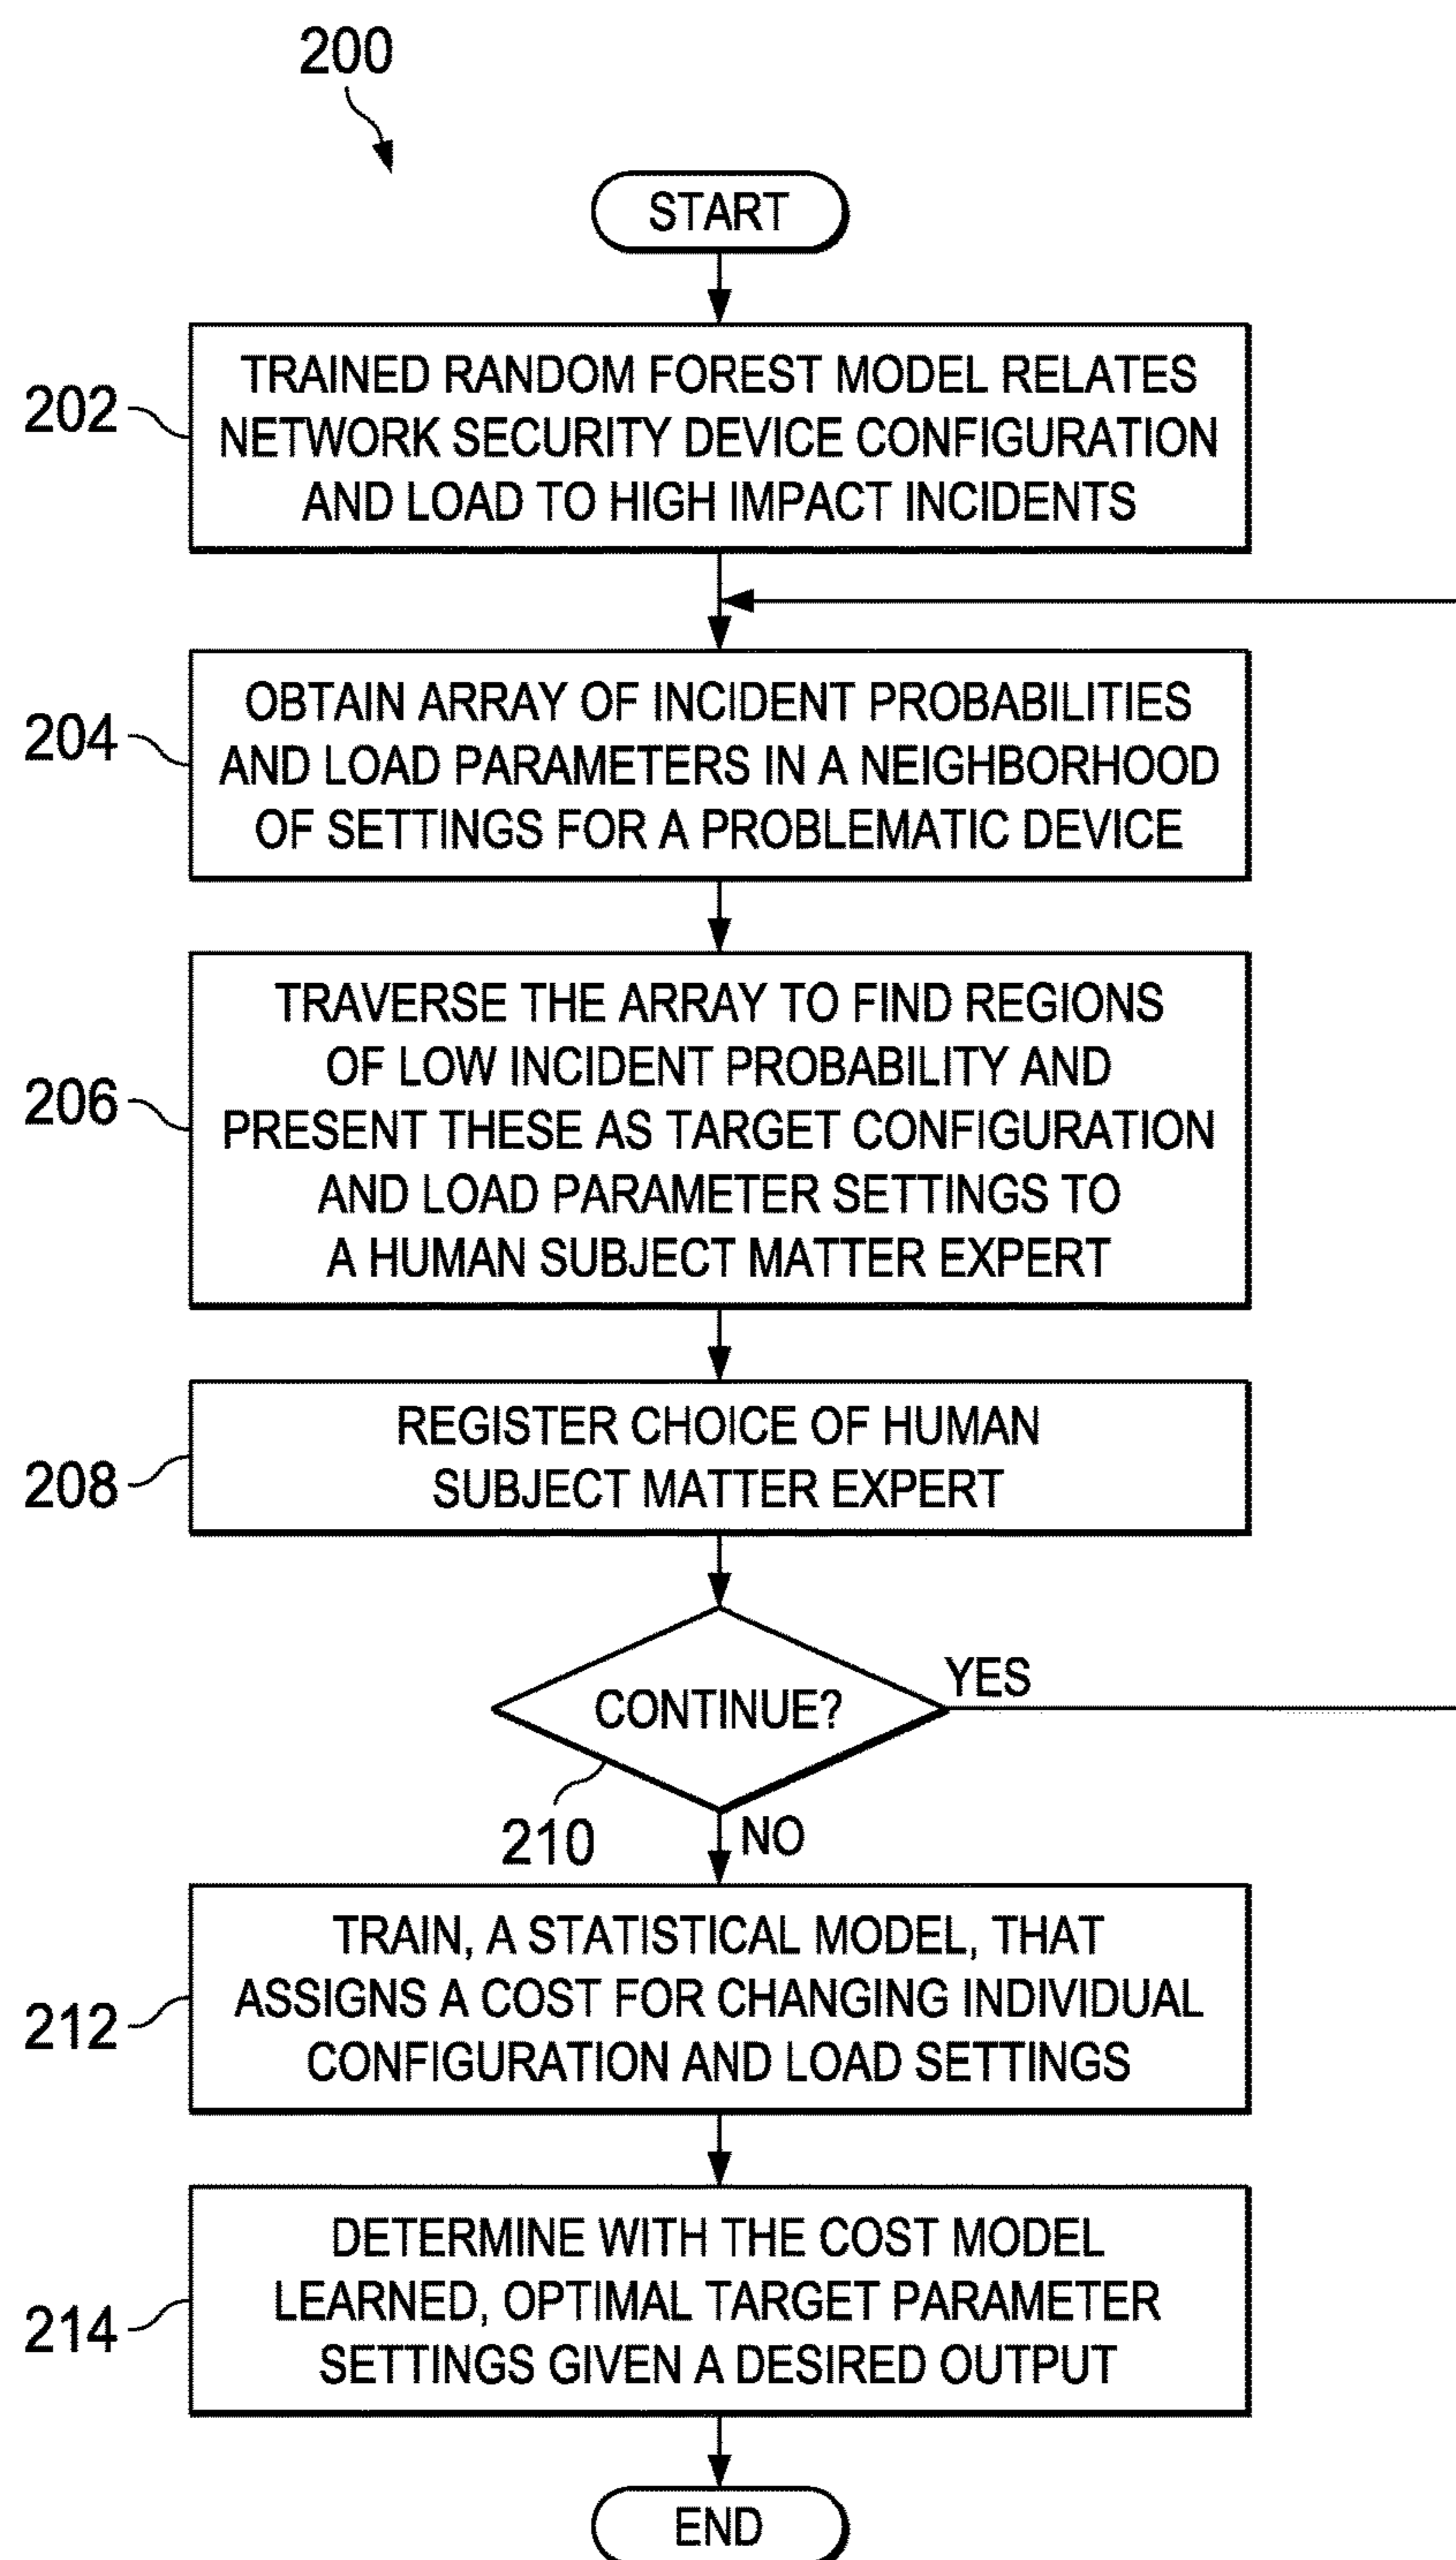 200
START
202
TRAINED RANDOM FOREST MODEL RELATES
NETWORK SECURITY DEVICE CONFIGURATION
AND LOAD TO HIGH IMPACT INCIDENTS
204
OBTAIN ARRAY OF INCIDENT PROBABILITIES
AND LOAD PARAMETERS IN A NEIGHBORHOOD
OF SETTINGS FOR A PROBLEMATIC DEVICE
206
TRAVERSE THE ARRAY TO FIND REGIONS
OF LOW INCIDENT PROBABILITY AND
PRESENT THESE AS TARGET CONFIGURATION
AND LOAD PARAMETER SETTINGS TO
A HUMAN SUBJECT MATTER EXPERT
208
REGISTER CHOICE OF HUMAN
SUBJECT MATTER EXPERT
CONTINUE?
YES
210
NO
212
TRAIN, A STATISTICAL MODEL, THAT
ASSIGNS A COST FOR CHANGING INDIVIDUAL
CONFIGURATION AND LOAD SETTINGS
214
DETERMINE WITH THE COST MODEL
LEARNED, OPTIMAL TARGET PARAMETER
SETTINGS GIVEN A DESIRED OUTPUT
END